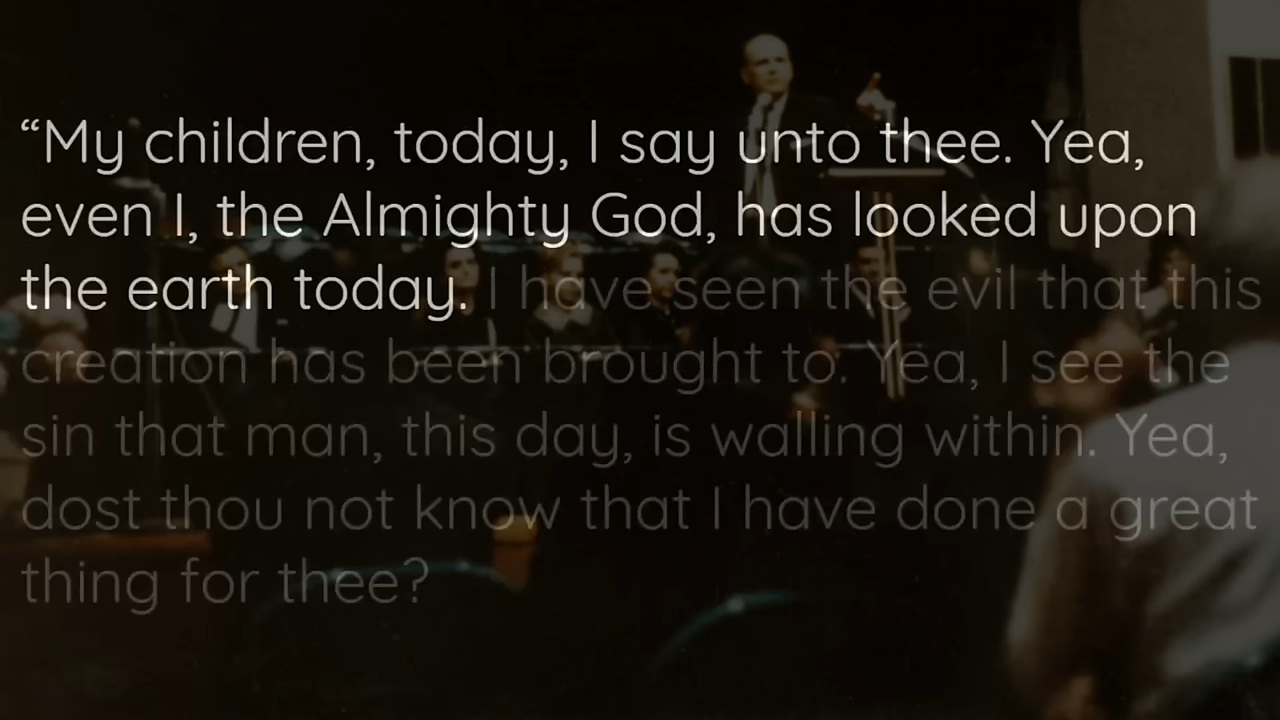 “My children, today, I say unto thee. Yea,
even I, the Almighty God, has looked upon
the earth today. I have seen the evil that this
creation has been brought to. Yea, I see the
sin that man, this day, is walling within. Yea,
dost thou not know that I have done a great
thing for thee?